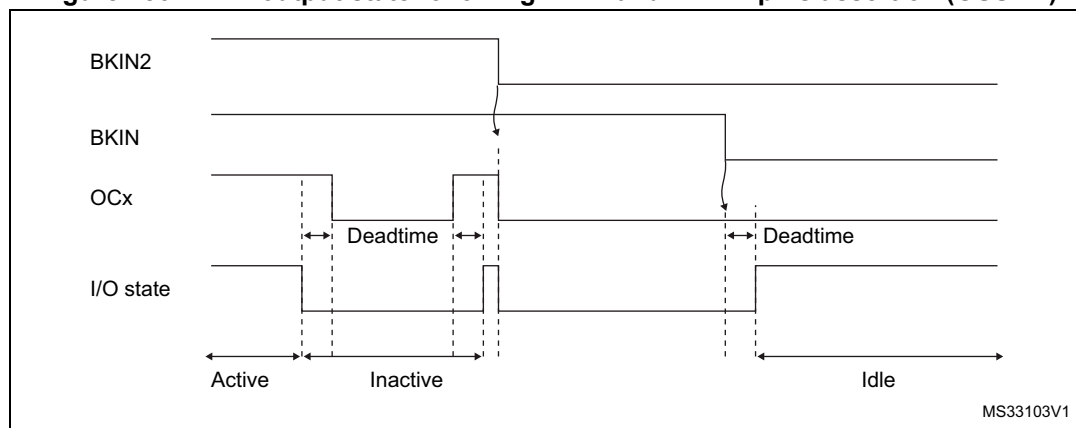 BKIN2
BKIN
OCx
Deadtime
Deadtime
I/O state
Active
Inactive
Idle
MS33103V1